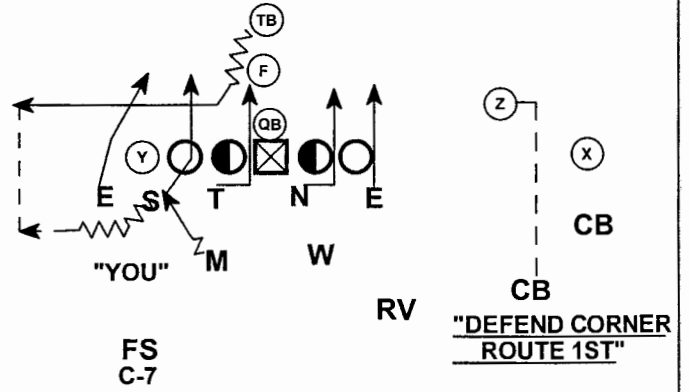 TB
F
Z
QB
Y
X
E S T N E
CB
"YOU" M W
CB
RV
"DEFEND CORNER
ROUTE 1ST"
FS
C-7